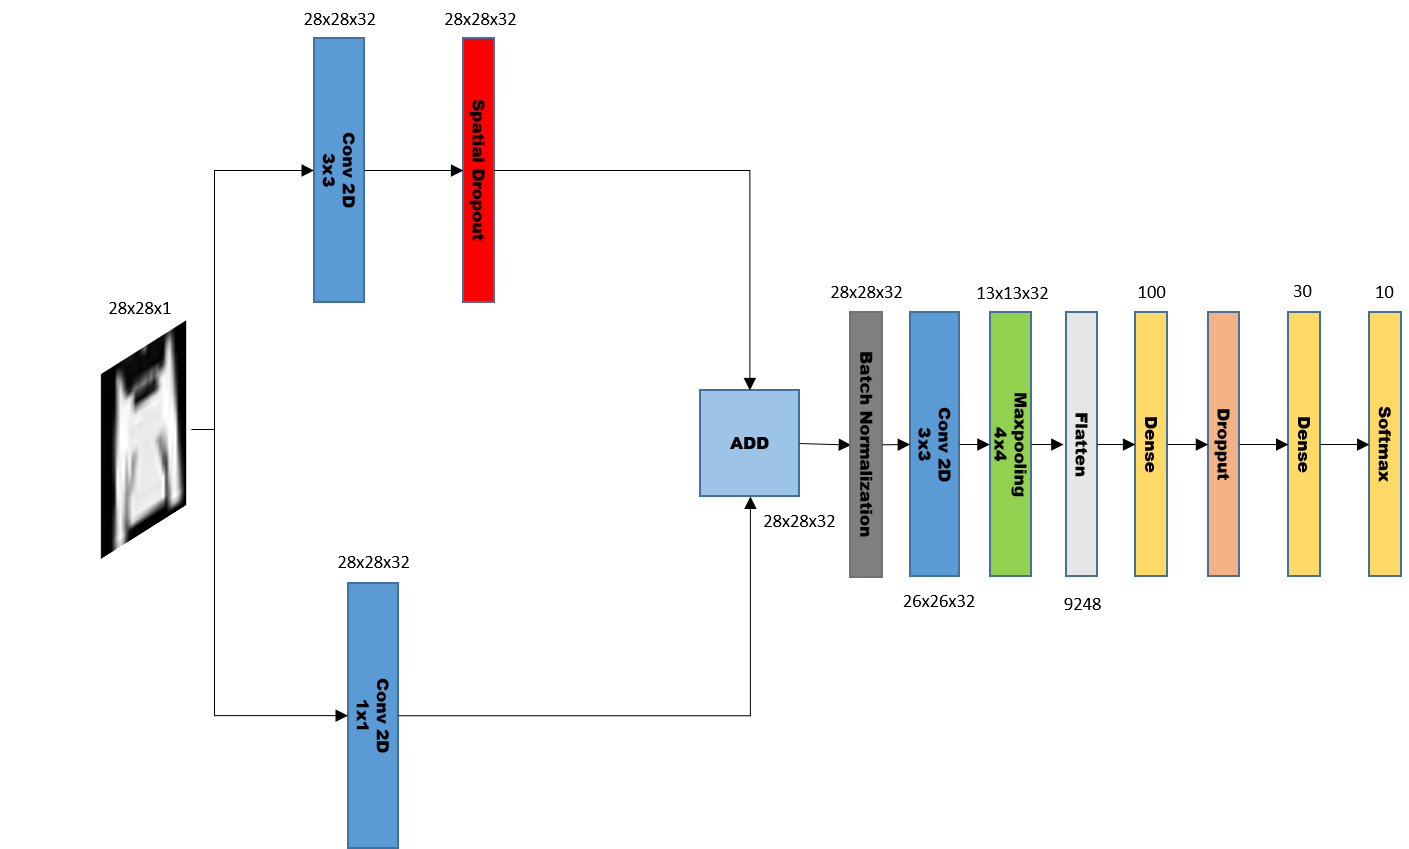 28x28x32
28x28x32
Conv 2D
3x3
Spatial Dropout
28x28x1
28x28x32
Conv 2D
1x1
ADD
28x28x32
28x28x32
Batch Normalization
Conv 2D
3x3
26x26x32
13x13x32
Maxpooling
4x4
Flatten
9248
100
Dense
Dropput
30
Dense
10
Softmax